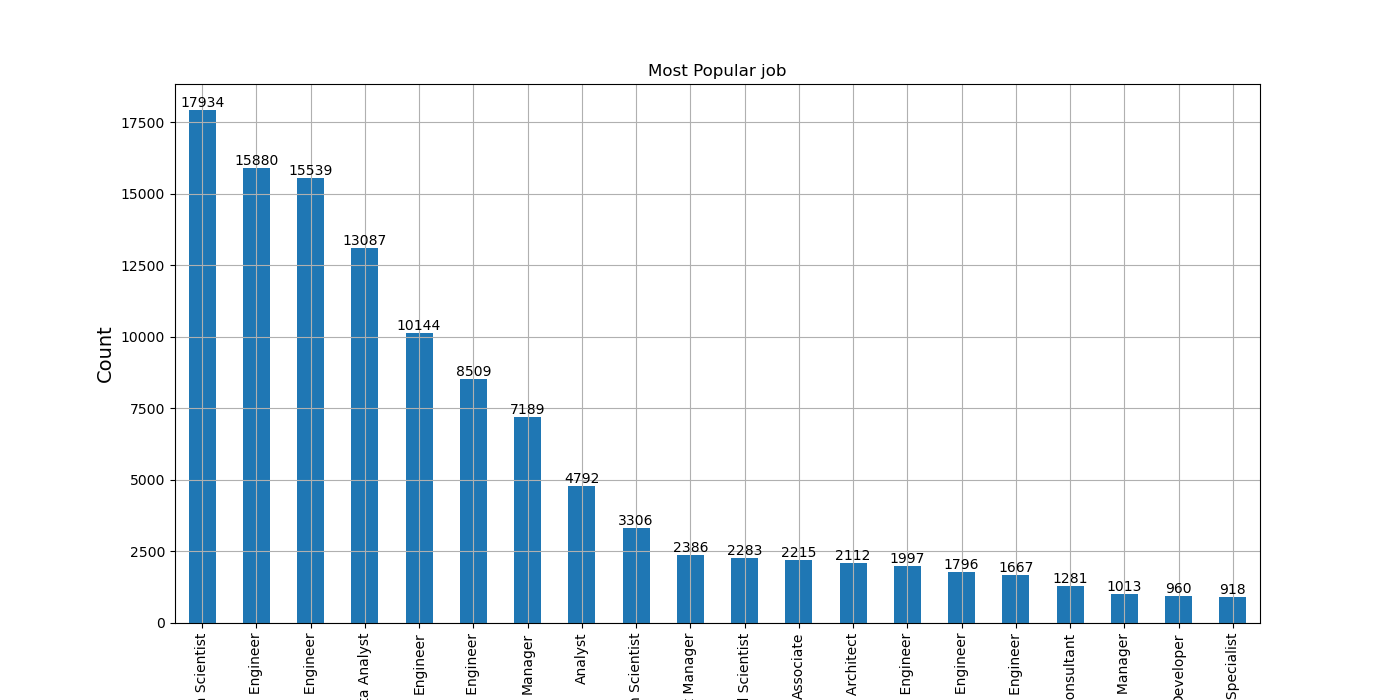 Most Popular job
17934
15880
15539
13087
10144
8509
7189
4792
3306
2386
2283
2215
2112
1997
1796
1667
1281
1013
960
918
Count
17500
15000
12500
10000
7500
5000
2500
0
Scientist
Engineer
Engineer
Analyst
Engineer
Engineer
Manager
Analyst
Scientist
Manager
Scientist
Associate
Architect
Engineer
Engineer
Engineer
onsultant
Manager
Developer
Specialist